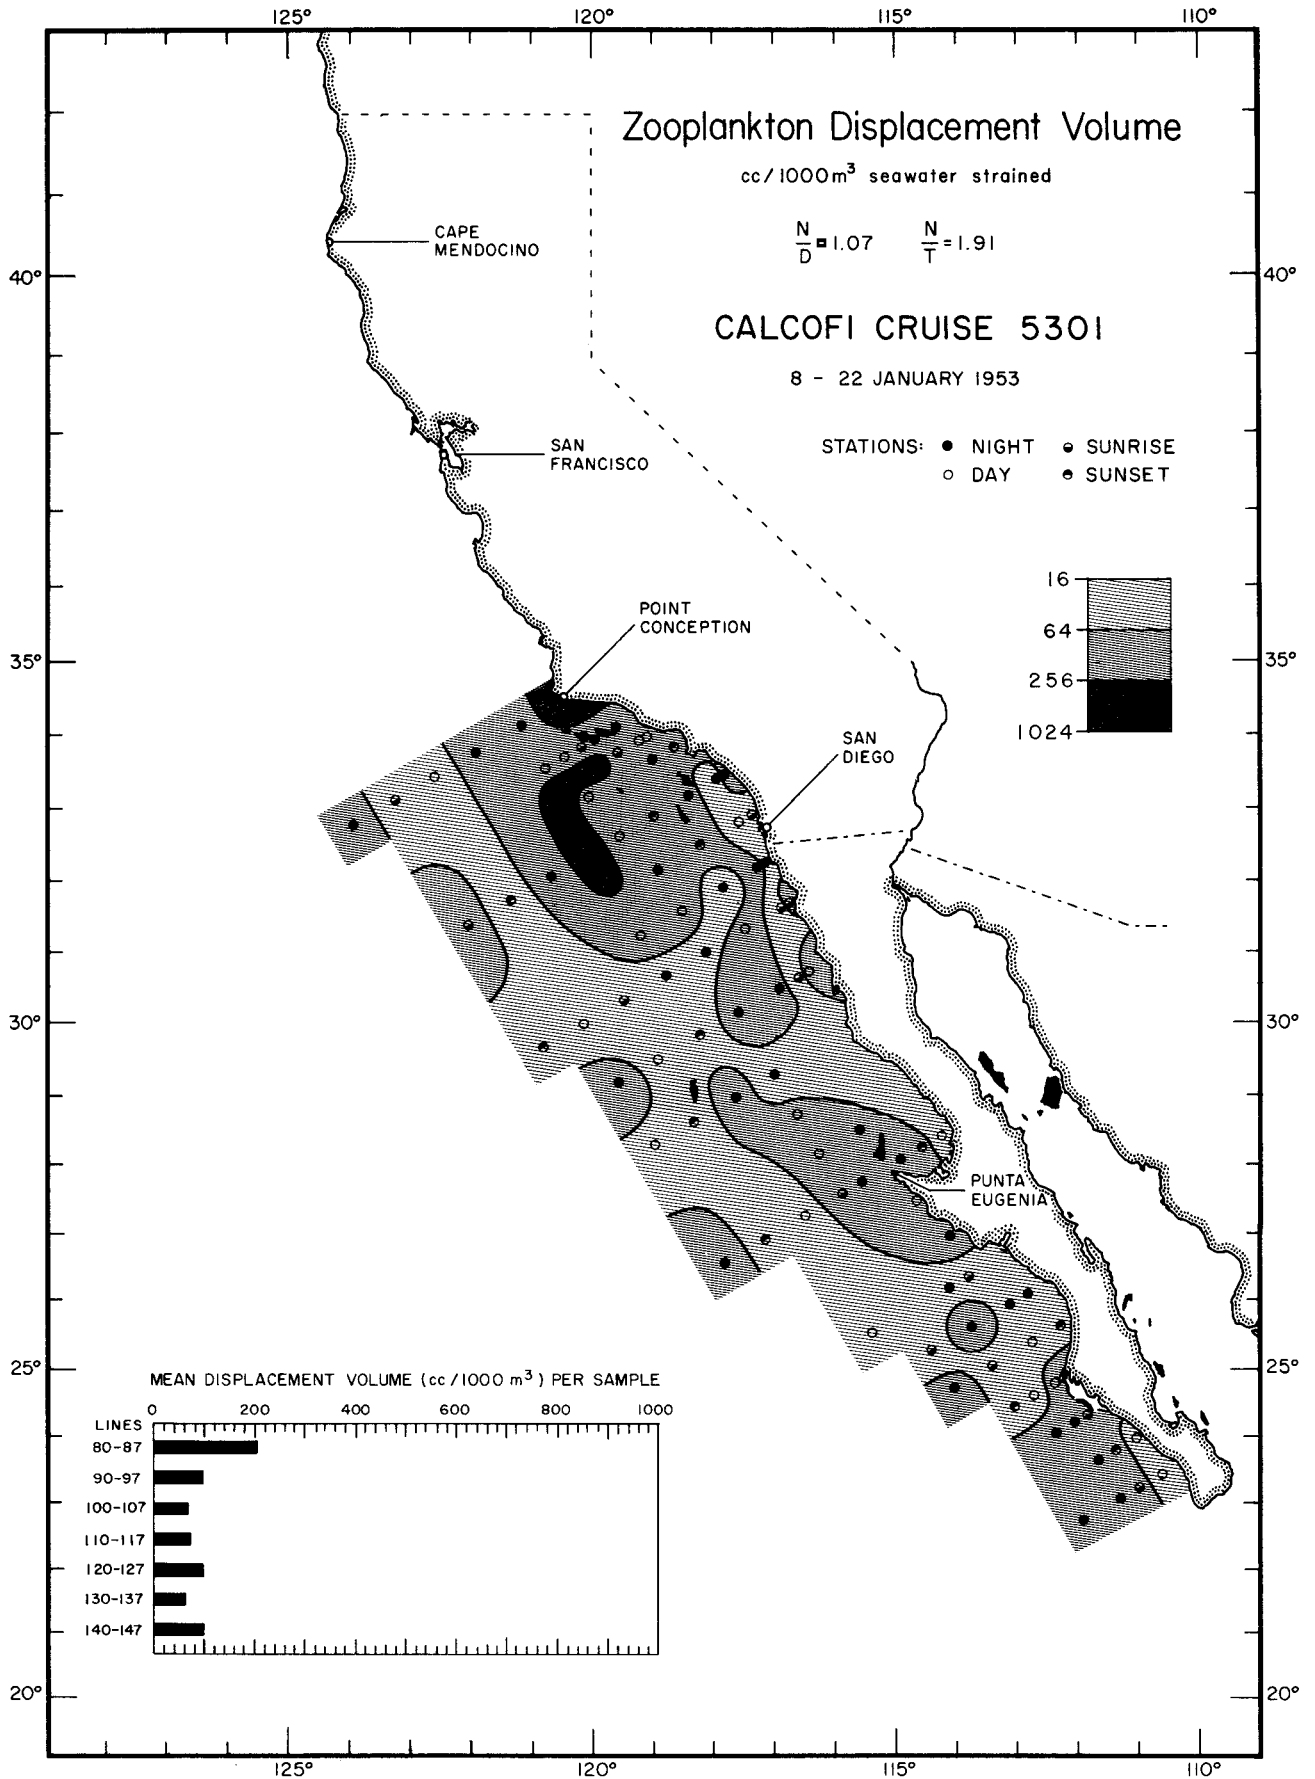 125° 120° 115° 110°
Zooplankton Displacement Volume
cc/1000m³ seawater strained
N/D = 1.07 N/T = 1.91
CAPE
MENDOCINO
40° 40°
CALCOFI CRUISE 5301
8 - 22 JANUARY 1953
STATIONS: ● NIGHT SUNRISE
○ DAY SUNSET
SAN
FRANCISCO
16
64
256
1024
POINT
CONCEPTION
35° 35°
SAN
DIEGO
30° 30°
PUNTA
EUGENIA
25° 25°
MEAN DISPLACEMENT VOLUME (cc/1000 m³) PER SAMPLE
0 200 400 600 800 1000
LINES
80-87
90-97
100-107
110-117
120-127
130-137
140-147
20° 20°
125° 120° 115° 110°